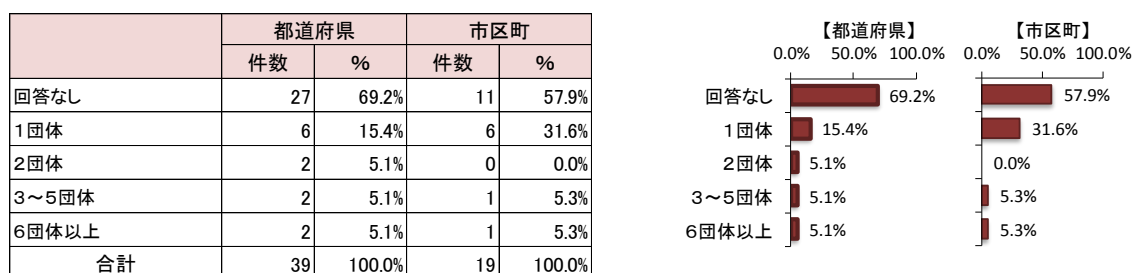 都道府県 市区町
件数 % 件数 %
回答なし 27 69.2% 11 57.9%
1団体 6 15.4% 6 31.6%
2団体 2 5.1% 0 0.0%
3～5団体 2 5.1% 1 5.3%
6団体以上 2 5.1% 1 5.3%
合計 39 100.0% 19 100.0%
【都道府県】
0.0% 50.0% 100.0%
回答なし 69.2%
1団体 15.4%
2団体 5.1%
3～5団体 5.1%
6団体以上 5.1%
【市区町】
0.0% 50.0% 100.0%
57.9%
31.6%
0.0%
5.3%
5.3%